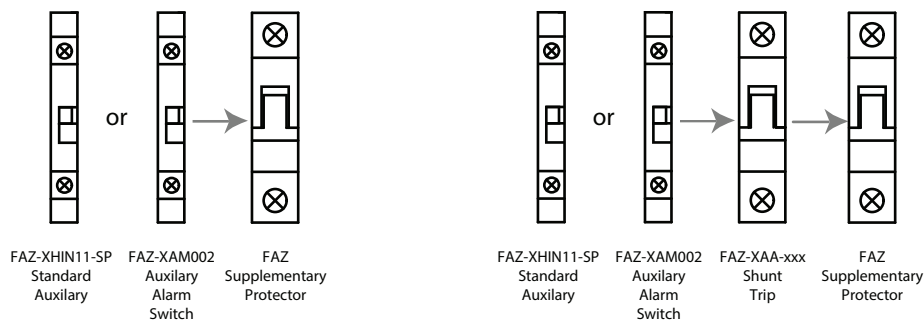 or
or
FAZ-XHIN11-SP
Standard
Auxilary
FAZ-XAM002
Auxilary
Alarm
Switch
FAZ
Supplementary
Protector
FAZ-XHIN11-SP
Standard
Auxilary
FAZ-XAM002
Auxilary
Alarm
Switch
FAZ-XAA-xxx
Shunt
Trip
FAZ
Supplementary
Protector